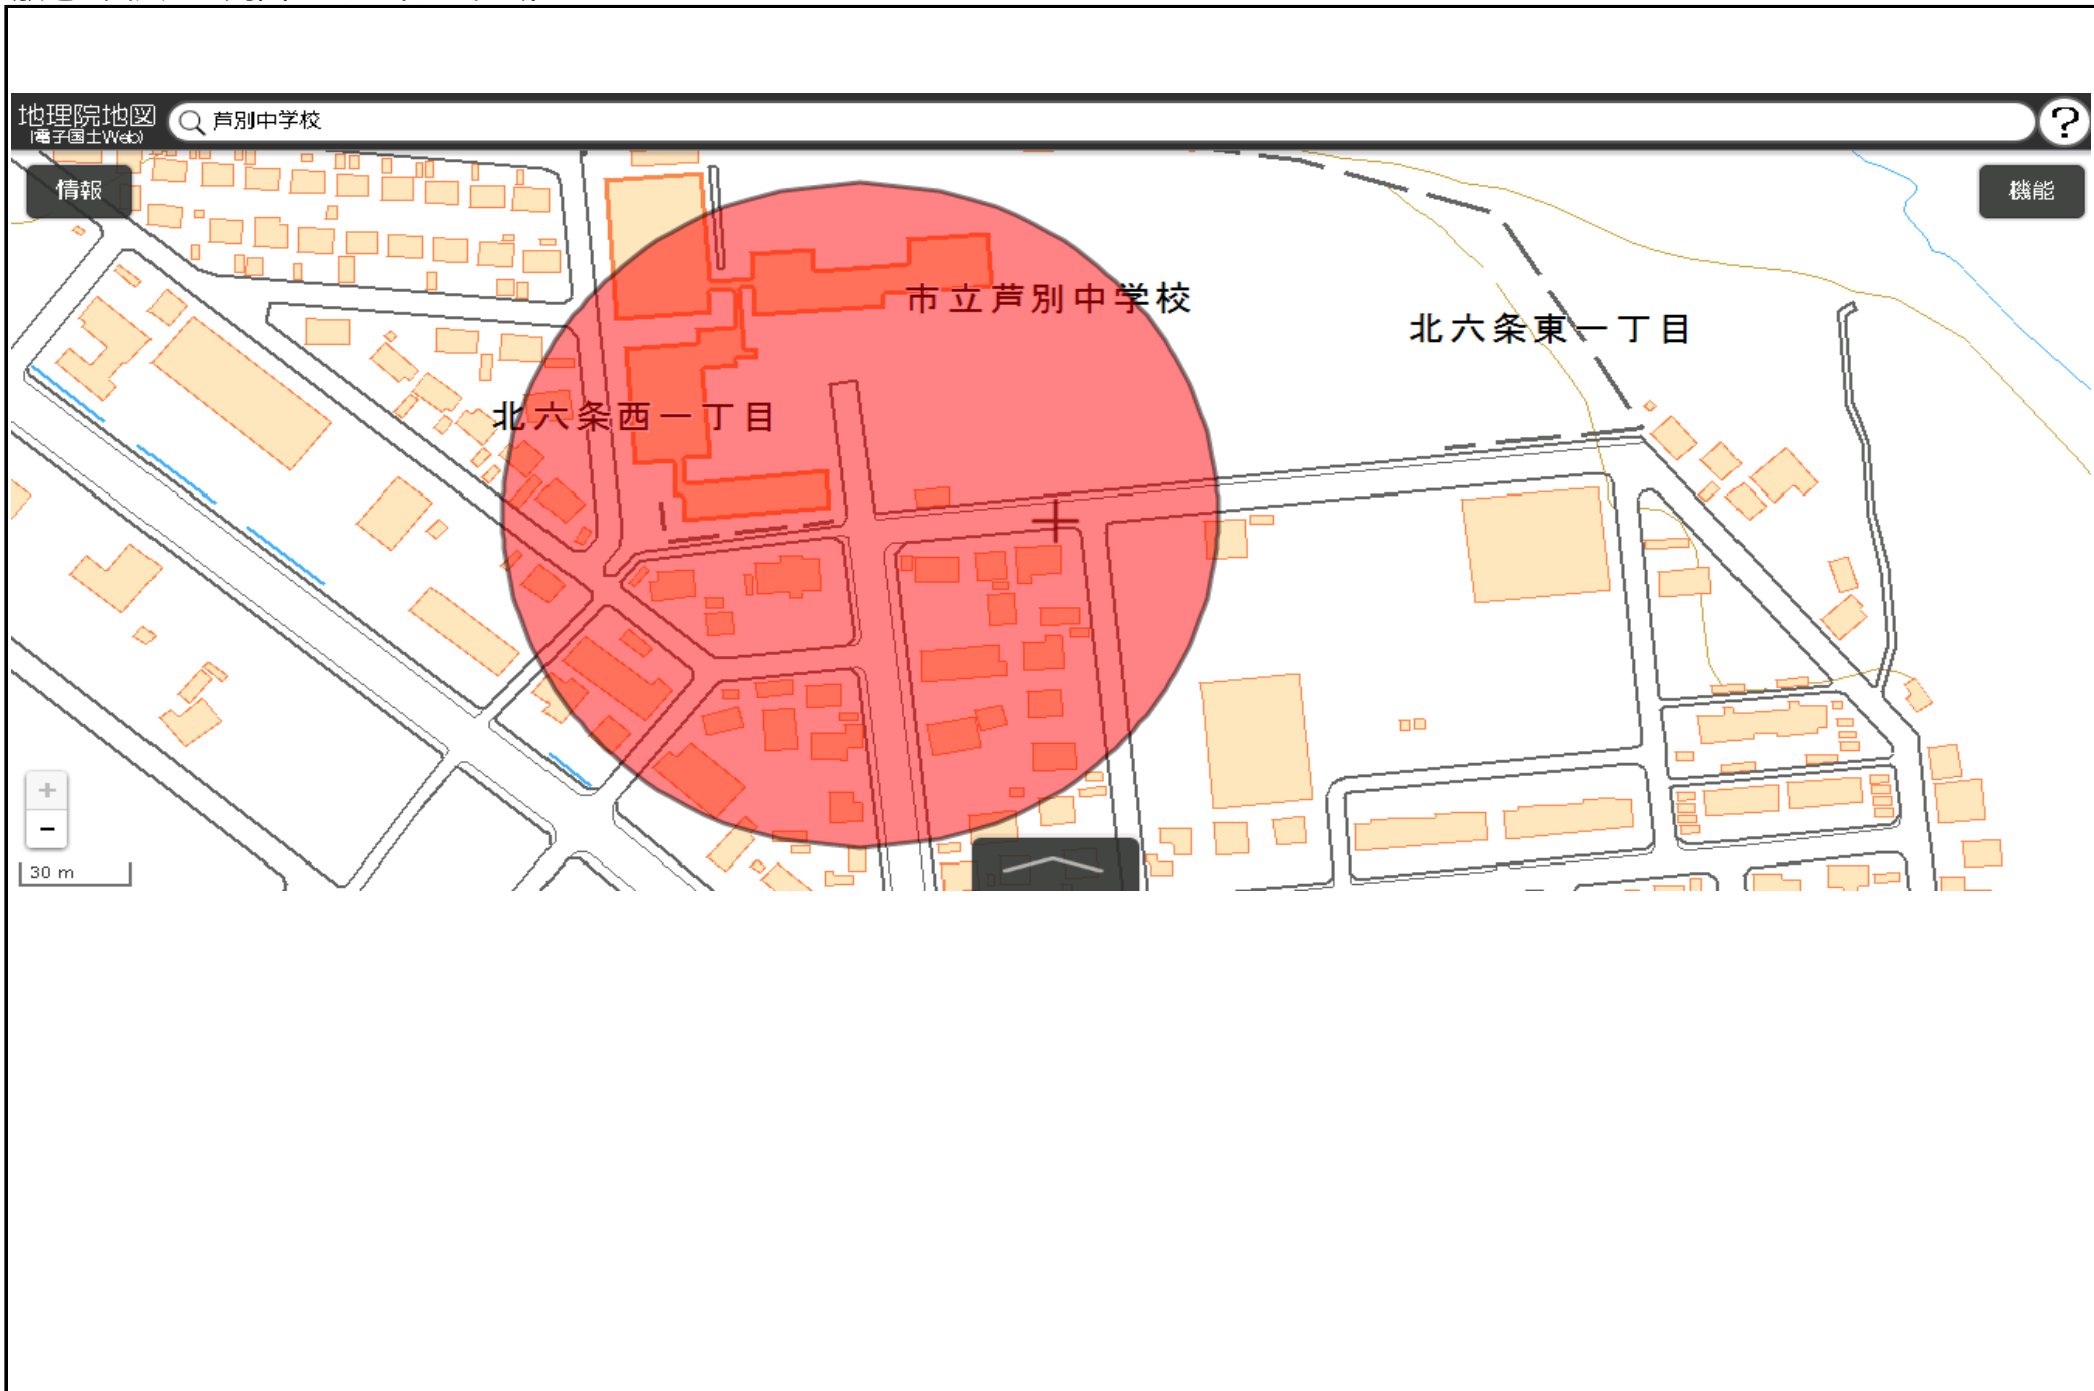 地理院地図
(電子国土Web)
芦別中学校
?
情報
機能
市立芦別中学校
北六条東一丁目
北六条西一丁目
+
−
30 m